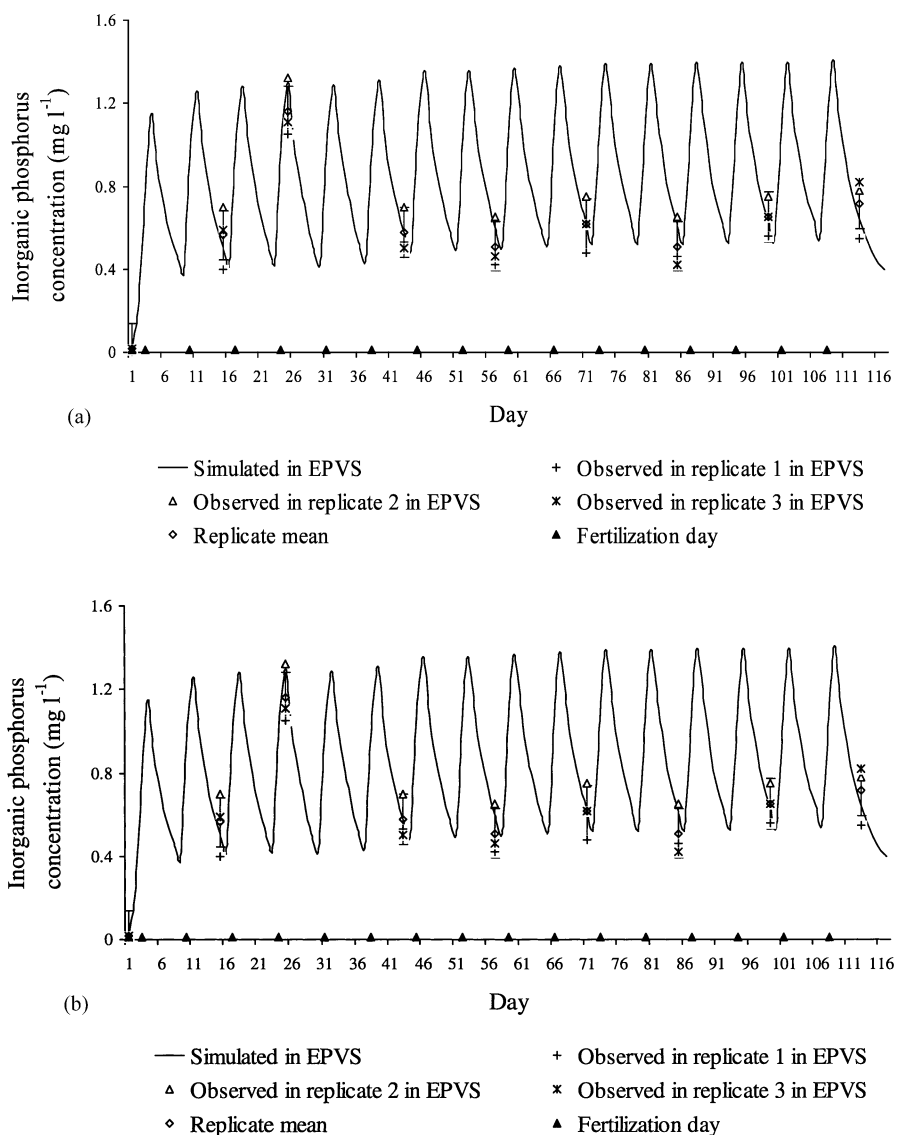 1.6
1.2
0.8
0.4
0
Inorganic phosphorus
concentration (mg l-1)
1 6 11 16 21 26 31 36 41 46 51 56 61 66 71 76 81 86 91 96 101 106 111 116
Day
(a)
Simulated in EPVS
Observed in replicate 1 in EPVS
Observed in replicate 2 in EPVS
Observed in replicate 3 in EPVS
Replicate mean
Fertilization day
1.6
1.2
0.8
0.4
0
Inorganic phosphorus
concentration (mg l-1)
1 6 11 16 21 26 31 36 41 46 51 56 61 66 71 76 81 86 91 96 101 106 111 116
Day
(b)
Simulated in EPVS
Observed in replicate 1 in EPVS
Observed in replicate 2 in EPVS
Observed in replicate 3 in EPVS
Replicate mean
Fertilization day